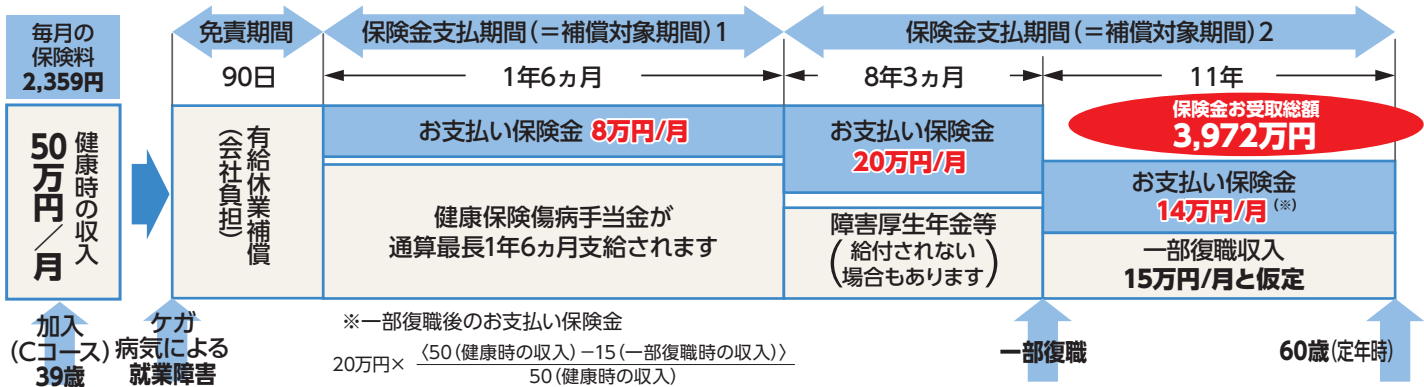 毎月の
保険料
2,359円
免責期間
保険金支払期間(=補償対象期間)1
保険金支払期間(=補償対象期間)2
90日
1年6ヵ月
8年3ヵ月
11年
健康時の収入
50万円/月
有給休業補償
(会社負担)
お支払い保険金 8万円/月
健康保険傷病手当金が
通算最長1年6ヵ月支給されます
お支払い保険金
20万円/月
障害厚生年金等
(給付されない
場合もあります)
保険金お受取総額
3,972万円
お支払い保険金
14万円/月(※)
一部復職収入
15万円/月と仮定
加入
(Cコース)
39歳
ケガ
病気による
就業障害
※一部復職後のお支払い保険金
20万円×
〈50(健康時の収入)-15(一部復職時の収入)〉
50(健康時の収入)
一部復職
60歳(定年時)